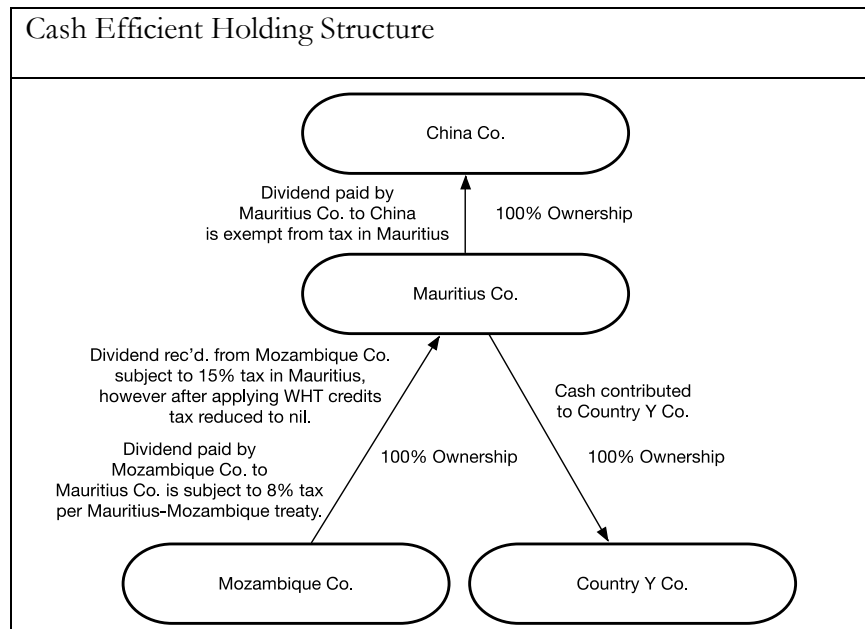 Cash Efficient Holding Structure
China Co.
Dividend paid by
Mauritius Co. to China
is exempt from tax in Mauritius
100% Ownership
Mauritius Co.
Dividend rec’d. from Mozambique Co.
subject to 15% tax in Mauritius,
however after applying WHT credits
tax reduced to nil.
Cash contributed
to Country Y Co.
Dividend paid by
Mozambique Co. to
Mauritius Co. is subject to 8% tax
per Mauritius-Mozambique treaty.
100% Ownership
100% Ownership
Mozambique Co.
Country Y Co.